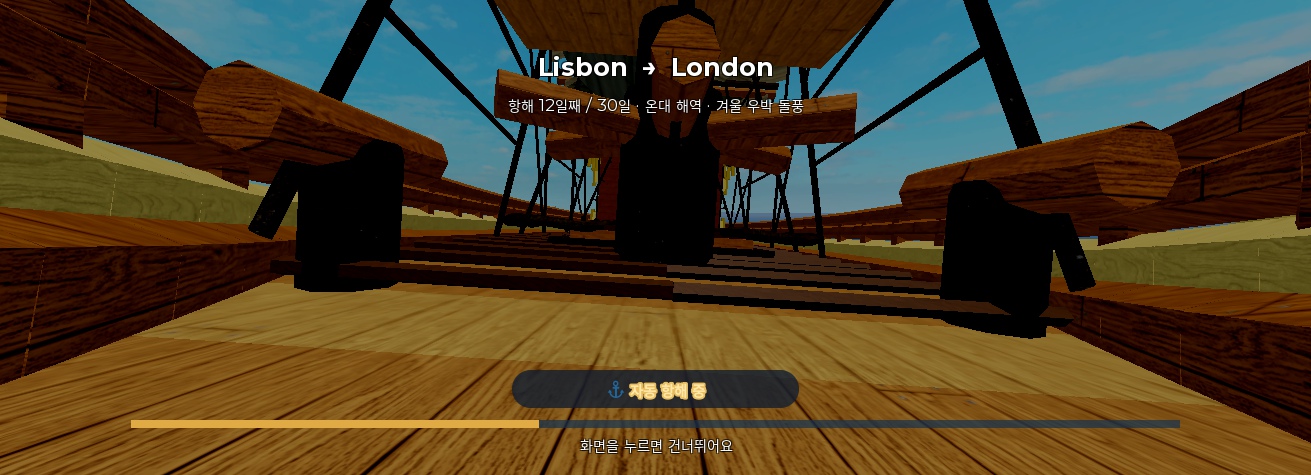 Lisbon → London
항해 12일째 / 30일 · 온대 해역 · 겨울 우박 돌풍
⚓ 자동 항해 중
화면을 누르면 건너뛰어요